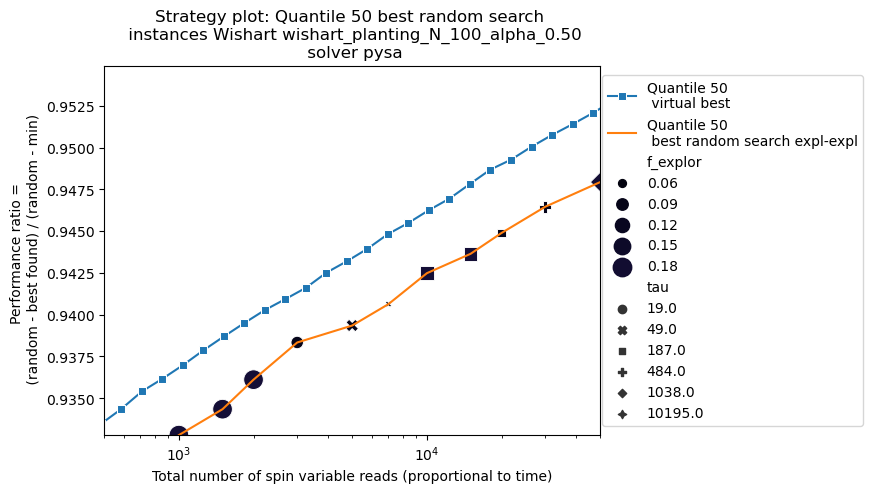 Strategy plot: Quantile 50 best random search
instances Wishart wishart_planting_N_100_alpha_0.50
solver pysa
Performance ratio =
(random - best found) / (random - min)
0.9525
0.9500
0.9475
0.9450
0.9425
0.9400
0.9375
0.9350
10³
10⁴
Total number of spin variable reads (proportional to time)
Quantile 50
virtual best
Quantile 50
best random search expl-expl
f_explor
0.06
0.09
0.12
0.15
0.18
tau
19.0
49.0
187.0
484.0
1038.0
10195.0